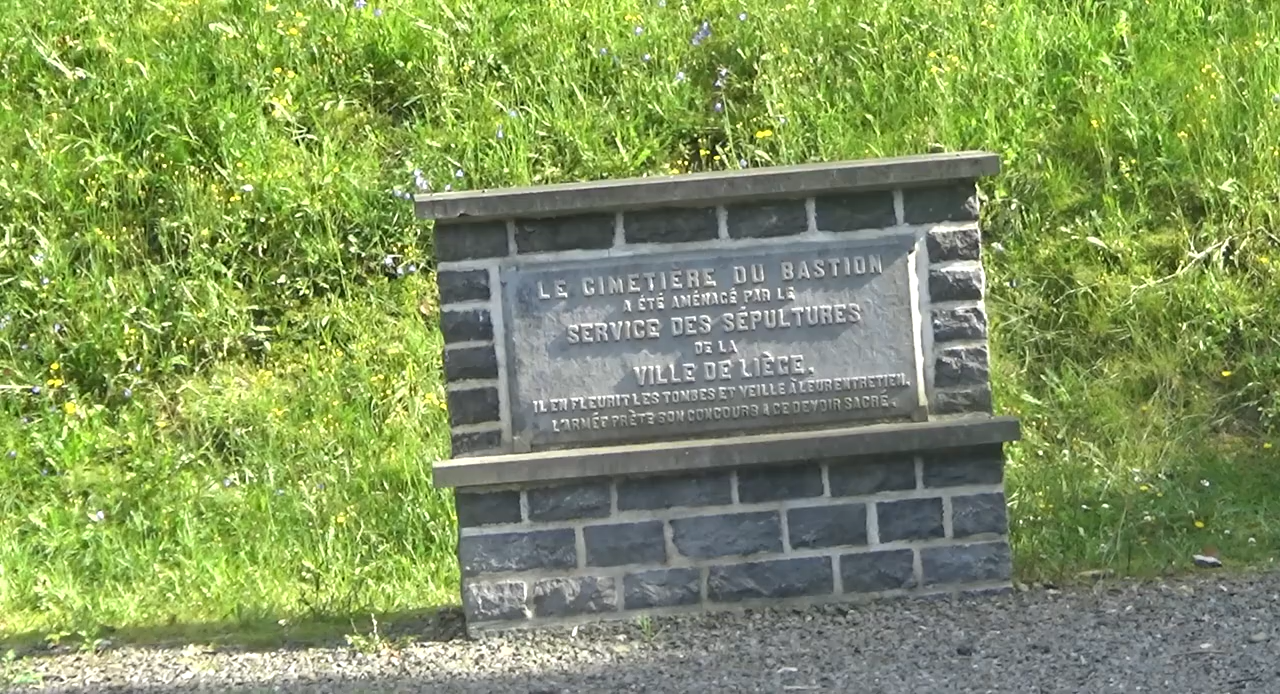 LE CIMETIÈRE DU BASTION
A ÉTÉ AMÉNAGÉ PAR LE
SERVICE DES SÉPULTURES
DE LA
VILLE DE LIÈGE,
IL EN FLEURIT LES TOMBES ET VEILLE À LEUR ENTRETIEN,
L'ARMÉE PRÊTE SON CONCOURS A CE DEVOIR SACRÉ.